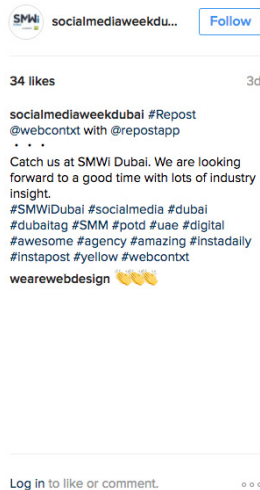 SMWi
socialmediaweekdu...
Follow
34 likes
3d
socialmediaweekdubai #Repost
@webcontxt with @repostapp
・・・
Catch us at SMWi Dubai. We are looking
forward to a good time with lots of industry
insight.
#SMWiDubai #socialmedia #dubai
#dubaitag #SMM #potd #uae #digital
#awesome #agency #amazing #instadaily
#instapost #yellow #webcontxt
wearewebdesign 👏👏👏
Log in to like or comment.